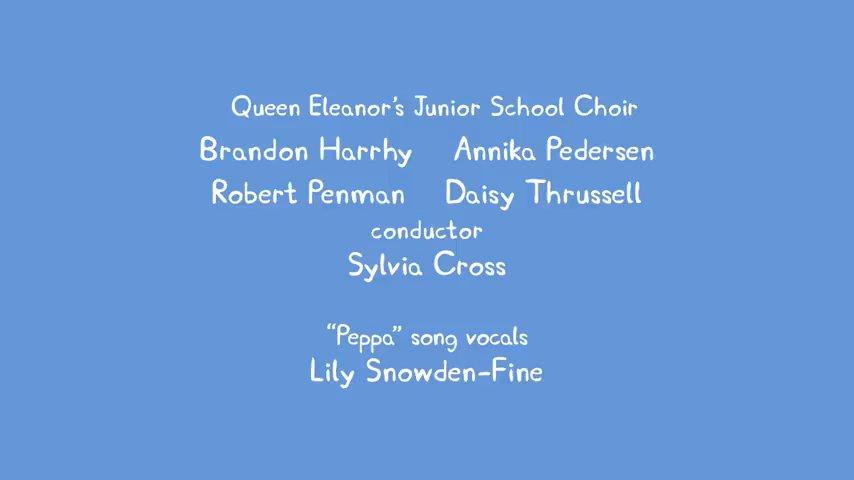 Queen Eleanor's Junior School Choir
Brandon Harrhy Annika Pedersen
Robert Penman Daisy Thrussell
conductor
Sylvia Cross
"Peppa" song vocals
Lily Snowden-Fine